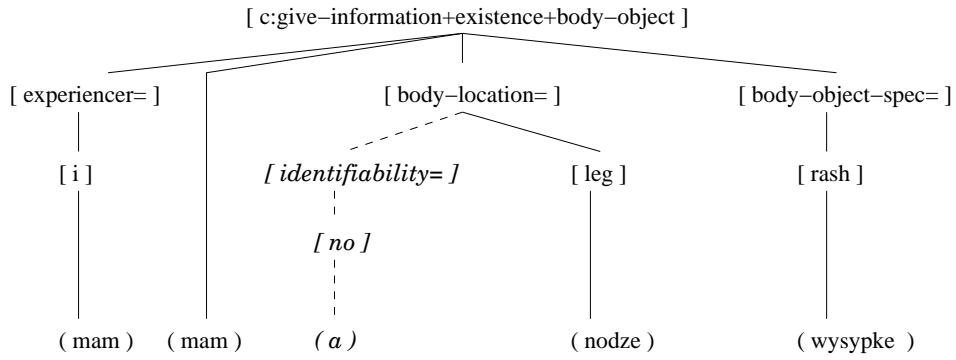 [ c:give−information+existence+body−object ]
[ experiencer= ] [ body−location= ] [ body−object−spec= ]
[ i ] [ identifiability= ] [ leg ] [ rash ]
[ no ]
( mam ) ( mam ) ( a ) ( nodze ) ( wysypke )